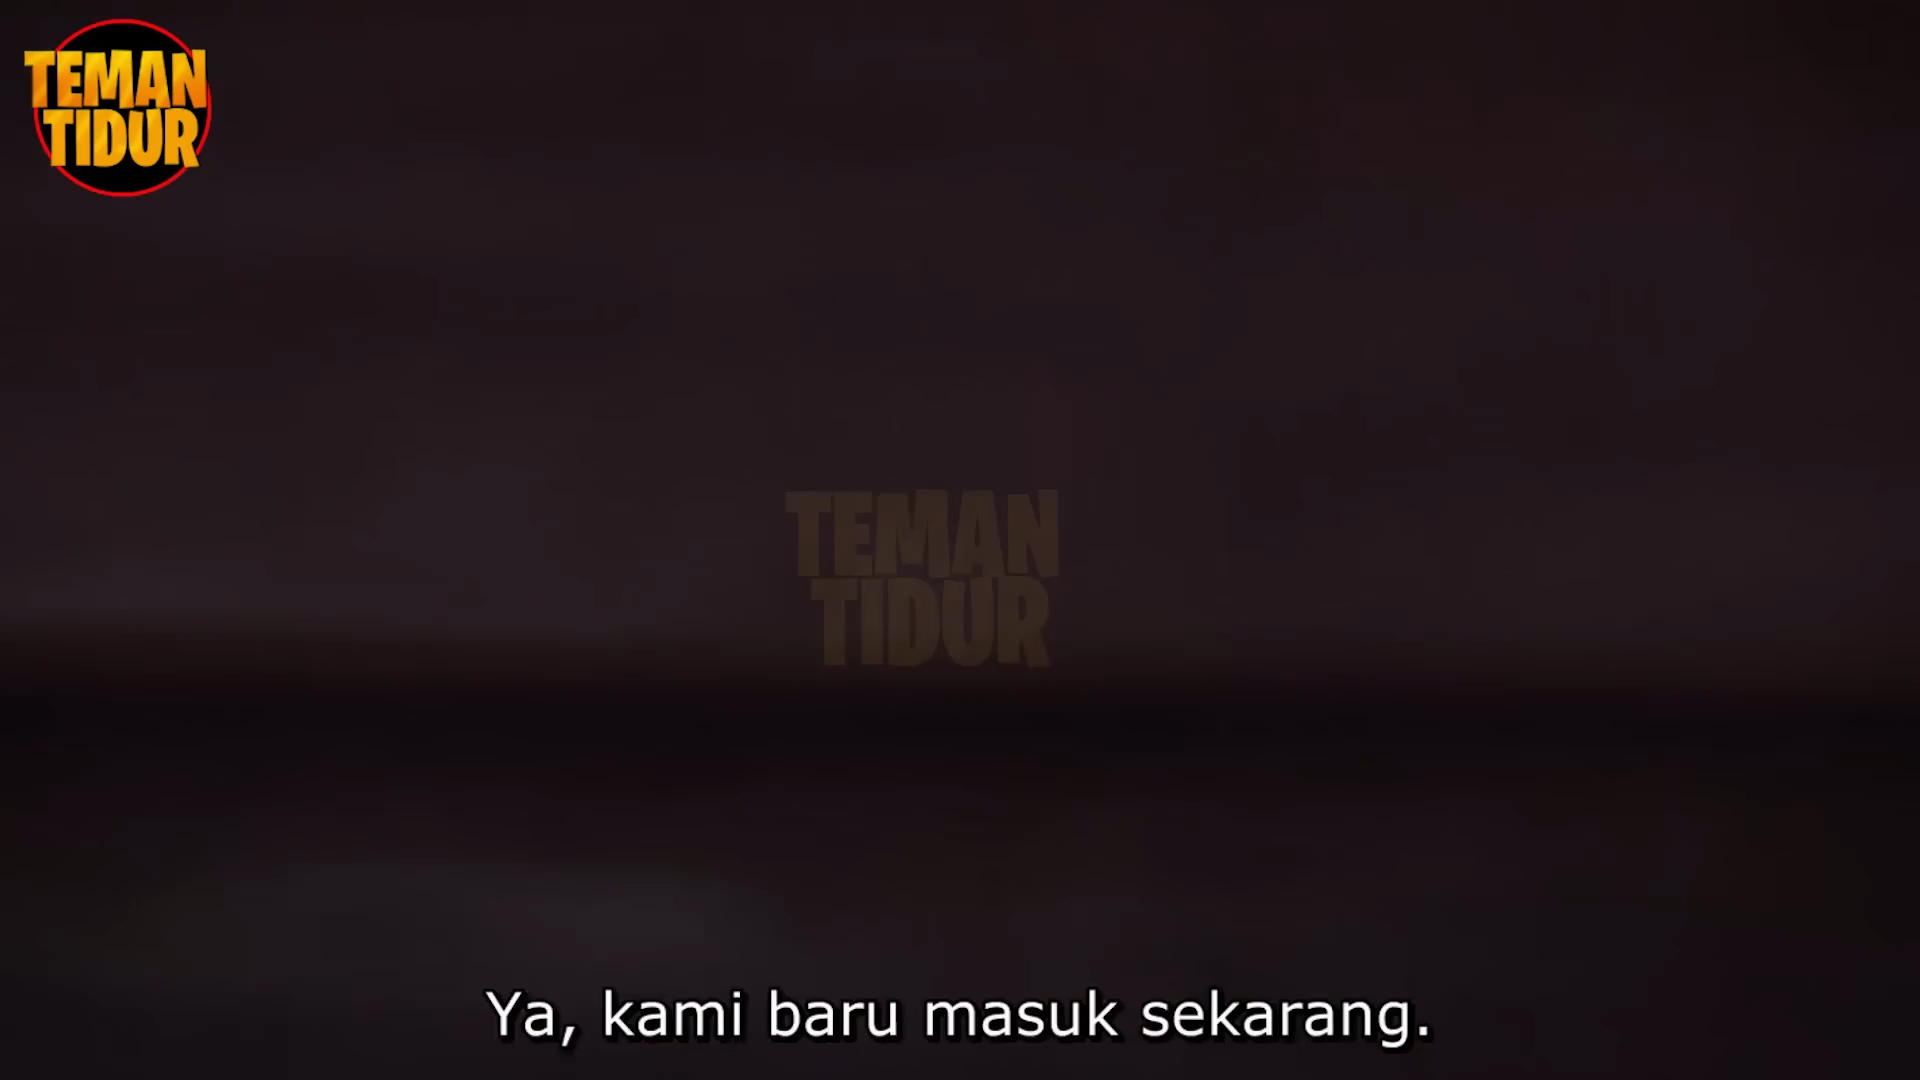 TEMAN
TIDUR
TEMAN
TIDUR
Ya, kami baru masuk sekarang.